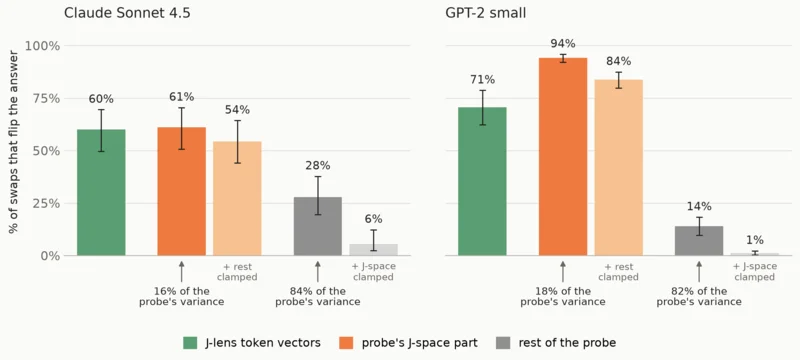 Claude Sonnet 4.5
GPT-2 small
% of swaps that flip the answer
100%
75%
50%
25%
0%
60%
61%
54%
28%
6%
+ rest
clamped
+ J-space
clamped
16% of the
probe's variance
84% of the
probe's variance
71%
94%
84%
14%
1%
+ rest
clamped
+ J-space
clamped
18% of the
probe's variance
82% of the
probe's variance
J-lens token vectors
probe's J-space part
rest of the probe